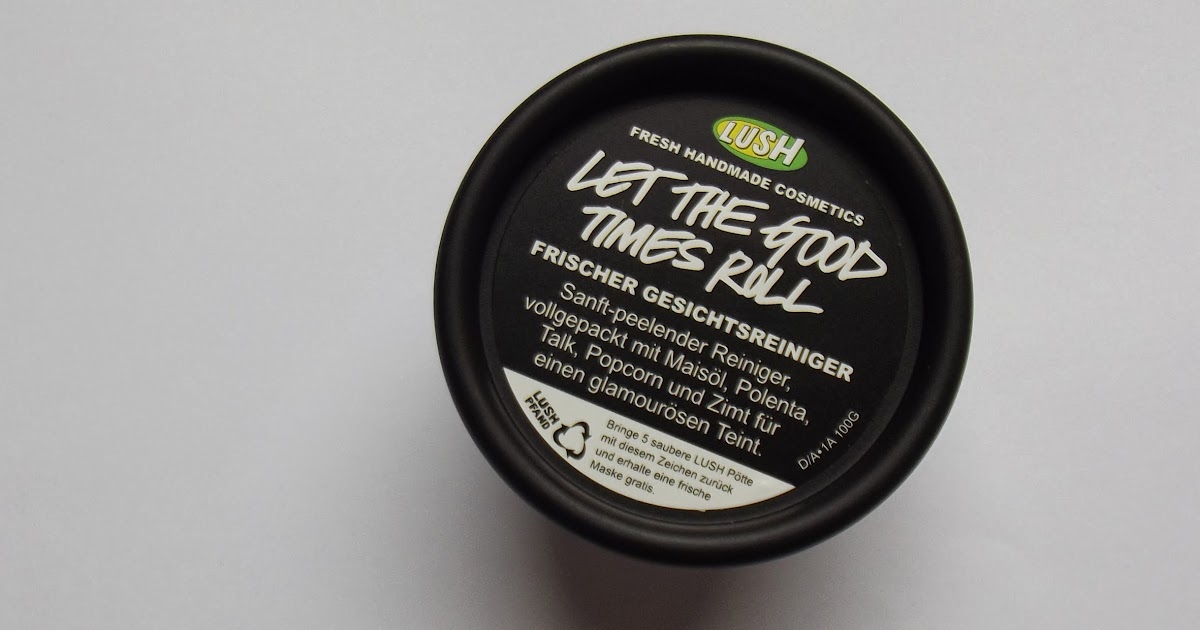 LUSH
FRESH HANDMADE COSMETICS
LET THE GOOD
TIMES ROLL
FRISCHER GESICHTSREINIGER
Sanft-peelender Reiniger,
vollgepackt mit Maisöl, Polenta,
Talk, Popcorn und Zimt für
einen glamourösen Teint.
D/A•1A 100G
LUSH
PFAND
Bringe 5 saubere LUSH Pötte
mit diesem Zeichen zurück
und erhalte eine frische
Maske gratis.